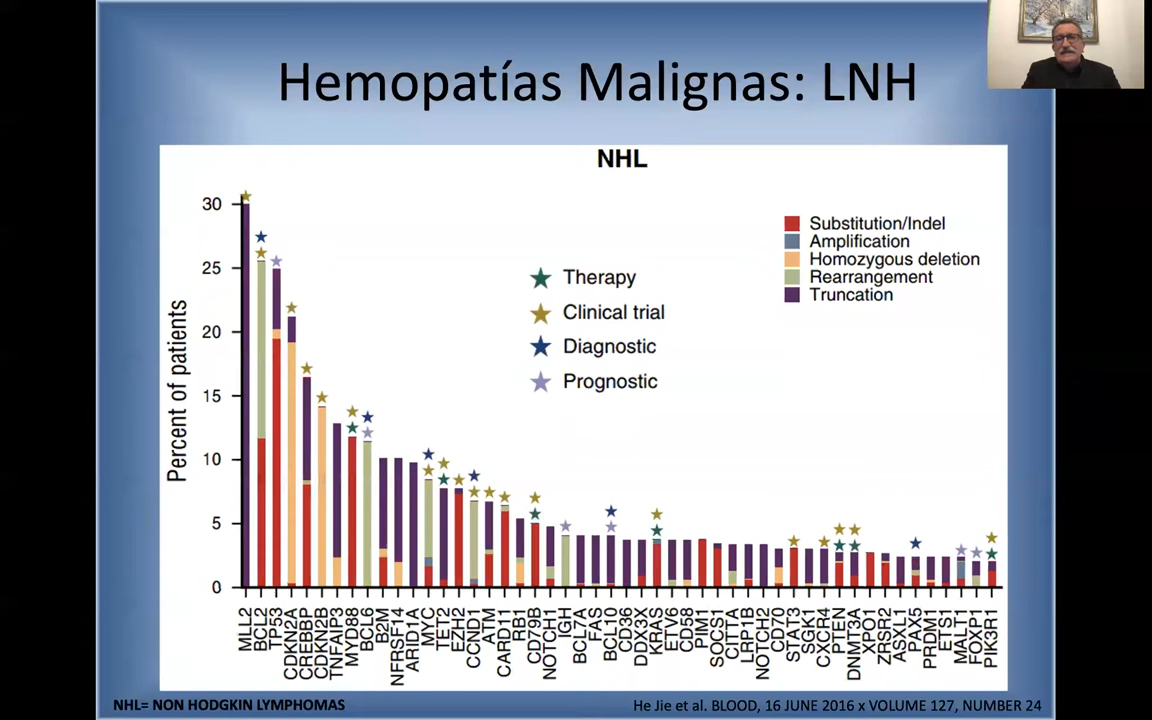 Hemopatías Malignas: LNH
NHL
Percent of patients
30
25
20
15
10
5
0
Therapy
Clinical trial
Diagnostic
Prognostic
Substitution/Indel
Amplification
Homozygous deletion
Rearrangement
Truncation
MLL2
BCL2
TP53
CDKN2A
CREBBP
CDKN2B
TNFAIP3
MYD88
BCL6
B2M
NFRSF14
ARID1A
MYC
TET2
EZH2
CCND1
ATM
CARD11
RB1
CD79B
NOTCH1
IGH
BCL7A
FAS
BCL10
CD36
DDX3X
KRAS
ETV6
CD58
PIM1
SOCS1
CIITA
LRP1B
NOTCH2
CD70
STAT3
SGK1
CXCR4
PTEN
DNMT3A
XPO1
ZRSR2
ASXL1
PAX5
PRDM1
ETS1
MALT1
FOXP1
PIK3R1
NHL= NON HODGKIN LYMPHOMAS
He Jie et al. BLOOD, 16 JUNE 2016 x VOLUME 127, NUMBER 24